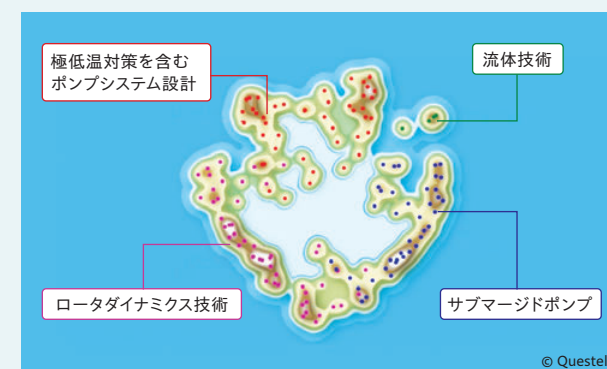 極低温対策を含む
ポンプシステム設計
流体技術
ロータダイナミクス技術
サブマージドポンプ
© Questel